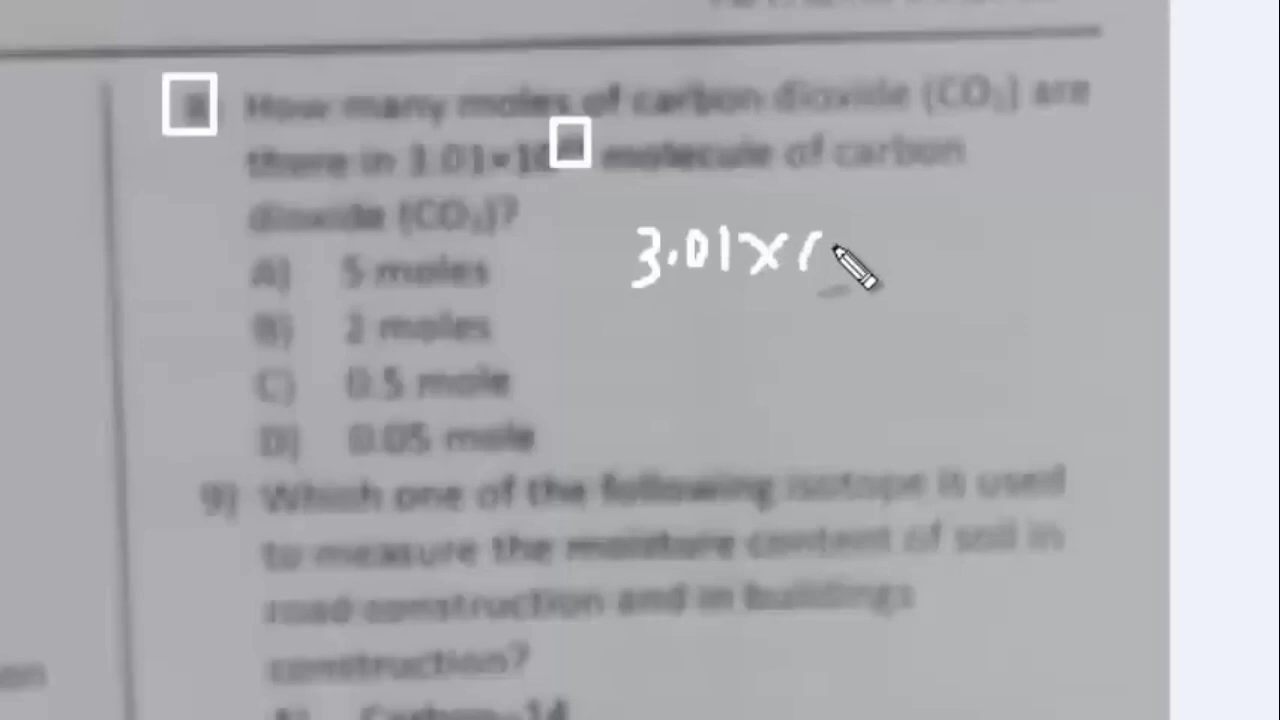 How many moles of carbon dioxide (CO₂) are
there in 3.01×10 molecule of carbon
dioxide (CO₂)?
3.01×
A) 5 moles
B) 2 moles
C) 0.5 mole
D) 0.05 mole
9) Which one of the following isotope is used
to measure the moisture content of soil in
road construction and in buildings
construction?
A) Carbon-14